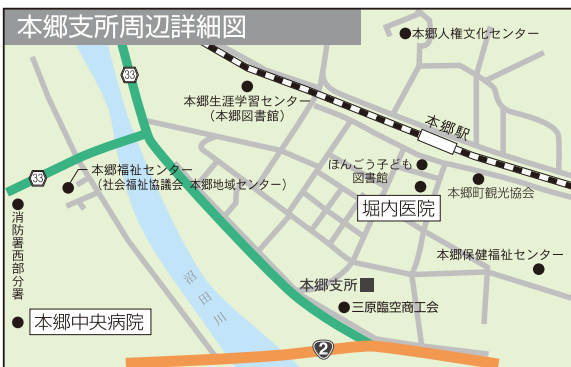 本郷支所周辺詳細図
本郷人権文化センター
33
本郷生涯学習センター
（本郷図書館）
本郷駅
ほんごう子ども
図書館
本郷町観光協会
堀内医院
33
本郷福祉センター
（社会福祉協議会 本郷地域センター）
消防署西部分署
本郷中央病院
沼田川
本郷保健福祉センター
本郷支所
三原臨空商工会
2